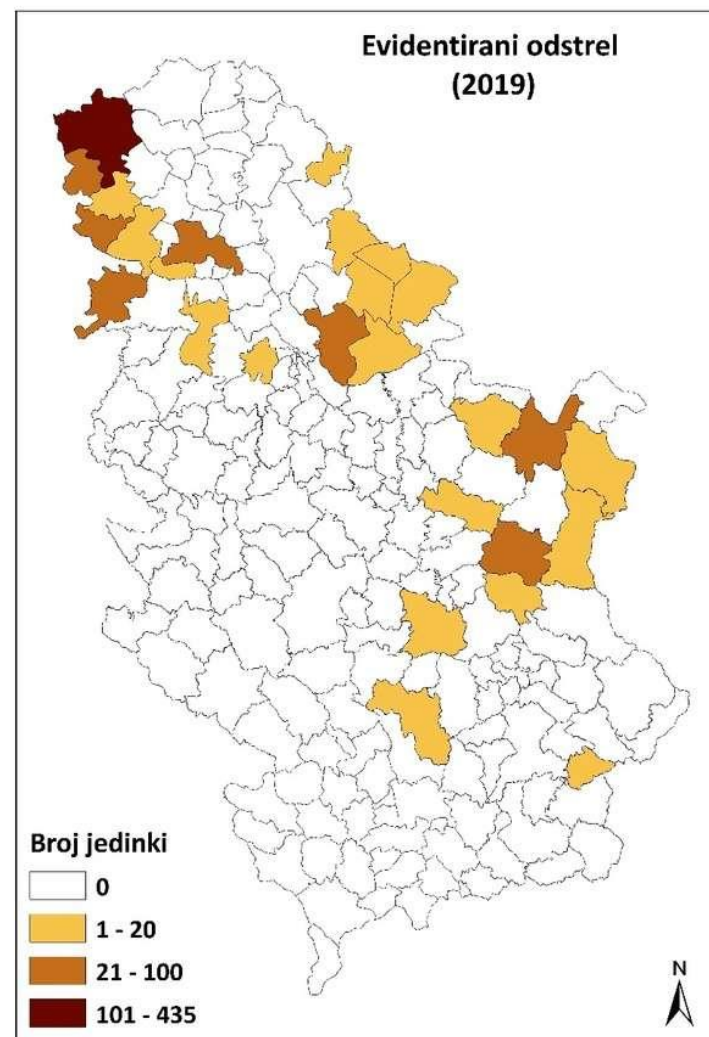 Evidentirani odstrel
(2019)
Broj jedinki
0
1 - 20
21 - 100
101 - 435
N